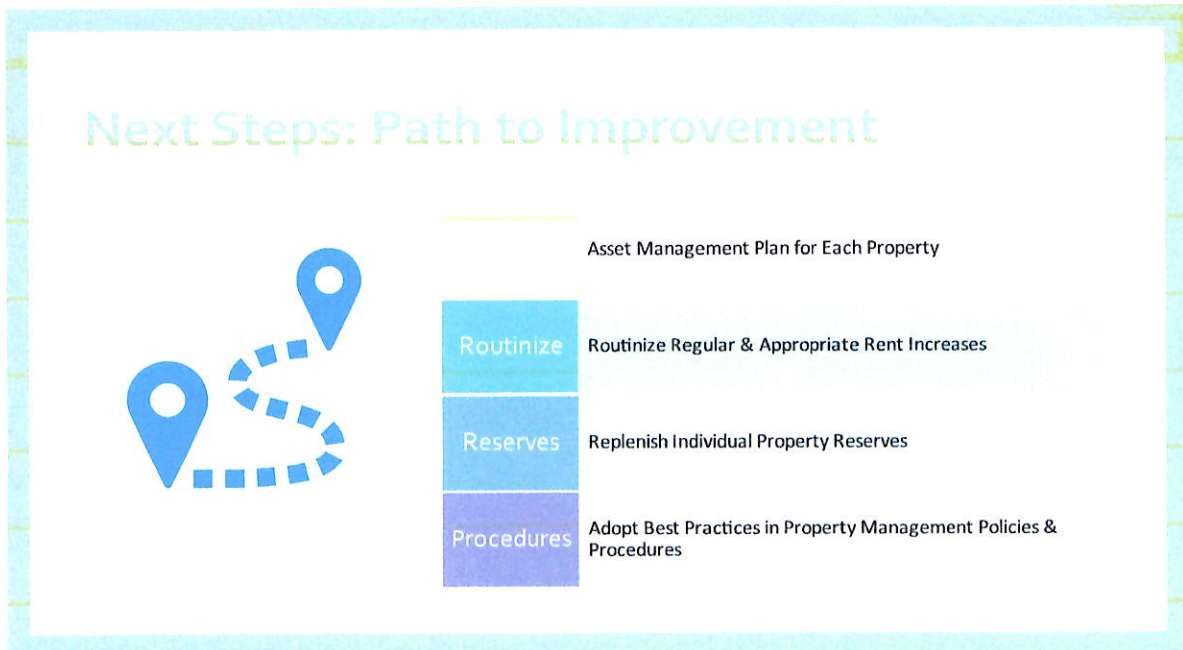 Next Steps: Path to Improvement
Asset Management Plan for Each Property
Routinize
Routinize Regular & Appropriate Rent Increases
Reserves
Replenish Individual Property Reserves
Procedures
Adopt Best Practices in Property Management Policies &
Procedures